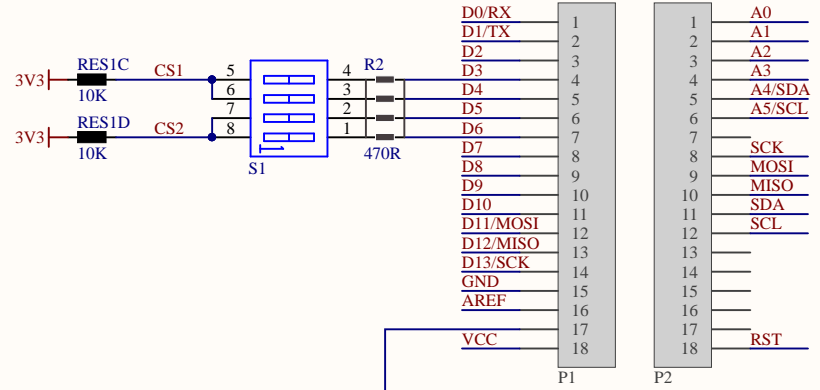 D0/RX 1 1 A0
D1/TX 2 2 A1
D2 3 3 A2
RES1C CS1 5 4 R2 D3 4 4 A3
3V3 10K 6 3 D4 5 5 A4/SDA
7 2 D5 6 6 A5/SCL
RES1D CS2 8 1 D6 7 7
3V3 10K S1 470R D7 8 8 SCK
D8 9 9 MOSI
D9 10 10 MISO
D10 11 11 SDA
D11/MOSI 12 12 SCL
D12/MISO 13 13
D13/SCK 14 14
GND 15 15
AREF 16 16
17 17
VCC 18 18 RST
P1 P2